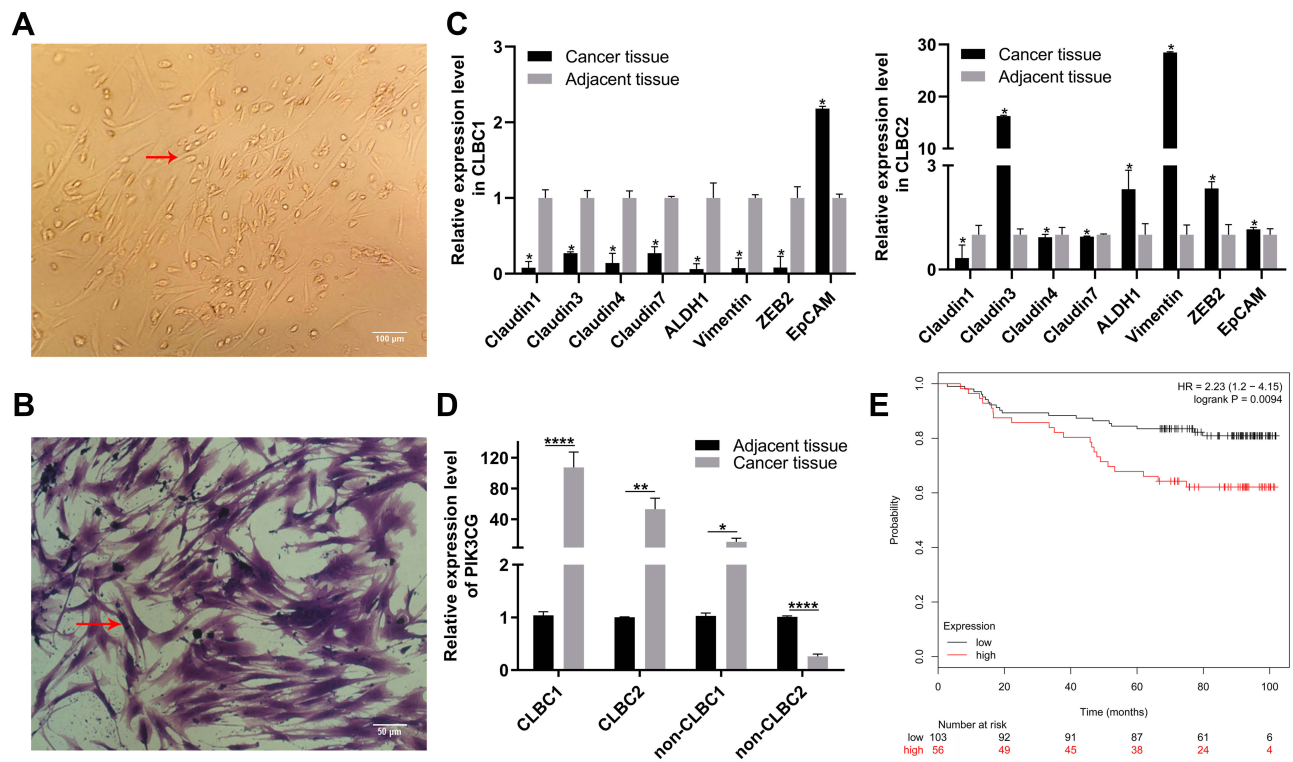 A
100 μm
B
50 μm
C
Relative expression level
in CLBC1
3
2
1
0
Cancer tissue
Adjacent tissue
*
*
*
*
*
*
*
*
Claudin1
Claudin3
Claudin4
Claudin7
ALDH1
Vimentin
ZEB2
EpCAM
Relative expression level
in CLBC2
30
20
10
3
0
Cancer tissue
Adjacent tissue
*
*
*
*
*
*
*
*
Claudin1
Claudin3
Claudin4
Claudin7
ALDH1
Vimentin
ZEB2
EpCAM
D
Relative expression level
of PIK3CG
120
80
40
2
1
0
Adjacent tissue
Cancer tissue
****
**
*
****
CLBC1
CLBC2
non-CLBC1
non-CLBC2
E
HR = 2.23 (1.2 − 4.15)
logrank P = 0.0094
Probability
1.0
0.8
0.6
0.4
0.2
0.0
Expression
low
high
0 20 40 60 80 100
Time (months)
Number at risk
low 103 92 91 87 61 6
high 56 49 45 38 24 4